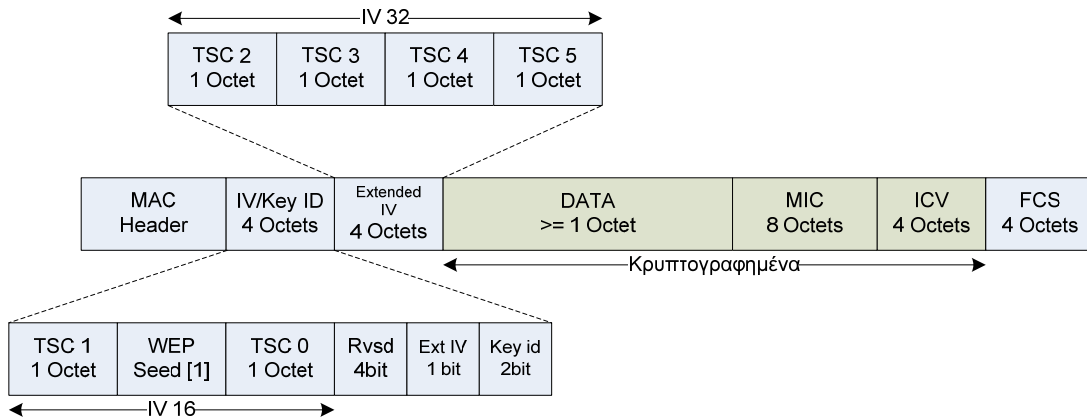 IV 32
TSC 2
1 Octet
TSC 3
1 Octet
TSC 4
1 Octet
TSC 5
1 Octet
MAC
Header
IV/Key ID
4 Octets
Extended
IV
4 Octets
DATA
>= 1 Octet
MIC
8 Octets
ICV
4 Octets
FCS
4 Octets
Κρυπτογραφημένα
TSC 1
1 Octet
WEP
Seed [1]
TSC 0
1 Octet
Rvsd
4bit
Ext IV
1 bit
Key id
2bit
IV 16